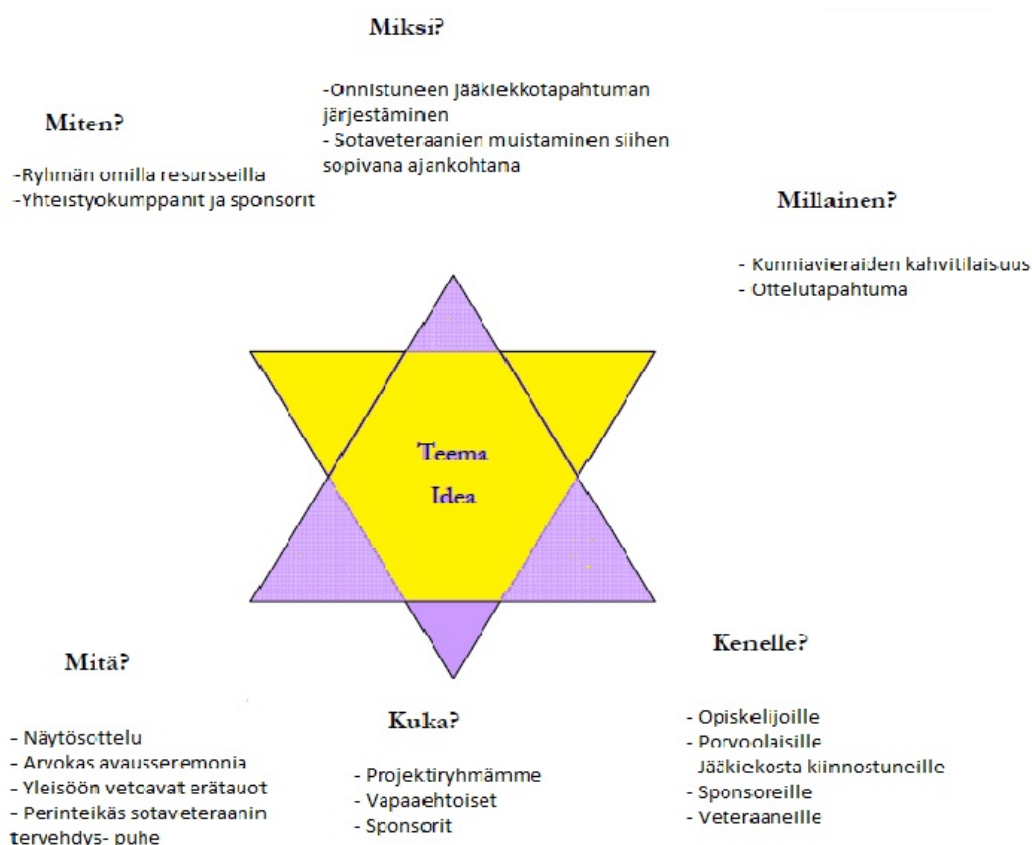 Miksi?
-Onnistuneen jääkiekkotapahtuman
järjestäminen
- Sotaveteraanien muistaminen siihen
sopivana ajankohtana
Miten?
-Ryhmän omilla resursseilla
-Yhteistyökumppanit ja sponsorit
Millainen?
- Kunniavieraiden kahvitilaisuus
- Ottelutapahtuma
Teema
Idea
Mitä?
- Näytösottelu
- Arvokas avausseremonia
- Yleisöön vetoavat erätauot
- Perinteikäs sotaveteraanin
tervehdys- puhe
Kuka?
- Projektiryhmämme
- Vapaaehtoiset
- Sponsorit
Kenelle?
- Opiskelijoille
- Porvoolaisille
Jääkiekosta kiinnostuneille
- Sponsoreille
- Veteraaneille